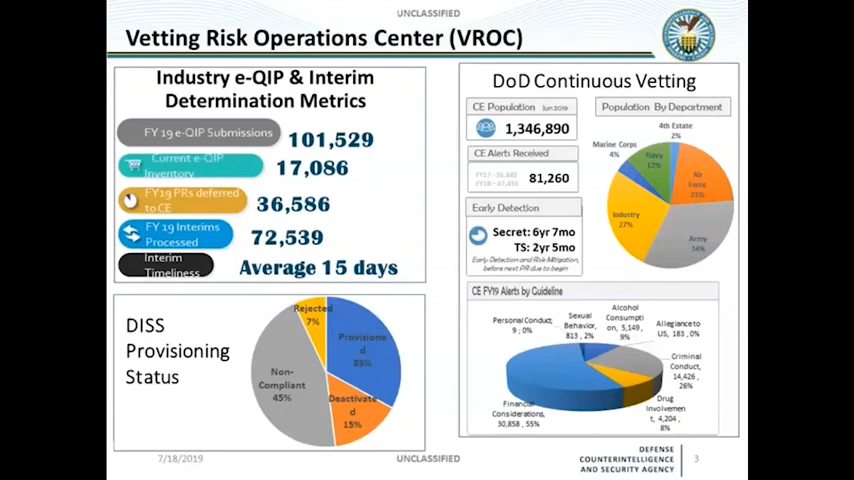 UNCLASSIFIED
Vetting Risk Operations Center (VROC)
Industry e-QIP & Interim
Determination Metrics
FY 19 e-QIP Submissions
101,529
Current e-QIP
Inventory
17,086
FY19 PRs deferred
to CE
36,586
FY 19 Interims
Processed
72,539
Interim
Timeliness
Average 15 days
DISS
Provisioning
Status
Rejected
7%
Provisione
d
33%
Non-
Compliant
45%
Deactivate
d
15%
DoD Continuous Vetting
CE Population Jun 2019
1,346,890
CE Alerts Received
81,260
Early Detection
Secret: 6yr 7mo
TS: 2yr 5mo
Early Detection and Risk Mitigation,
before next PR due to begin
Population By Department
4th Estate
2%
Marine Corps
4%
Navy
12%
Air
Force
21%
Industry
27%
Army
34%
CE FY19 Alerts by Guideline
Personal Conduct,
9 ; 0%
Sexual
Behavior,
813 , 2%
Alcohol
Consumpti
on, 5,149 ,
9%
Allegiance to
US, 183 , 0%
Criminal
Conduct,
14,426 ,
26%
Drug
Involvemen
t, 4,204 ,
8%
Financial
Considerations,
30,858 , 55%
7/18/2019
UNCLASSIFIED
DEFENSE
COUNTERINTELLIGENCE
AND SECURITY AGENCY
3